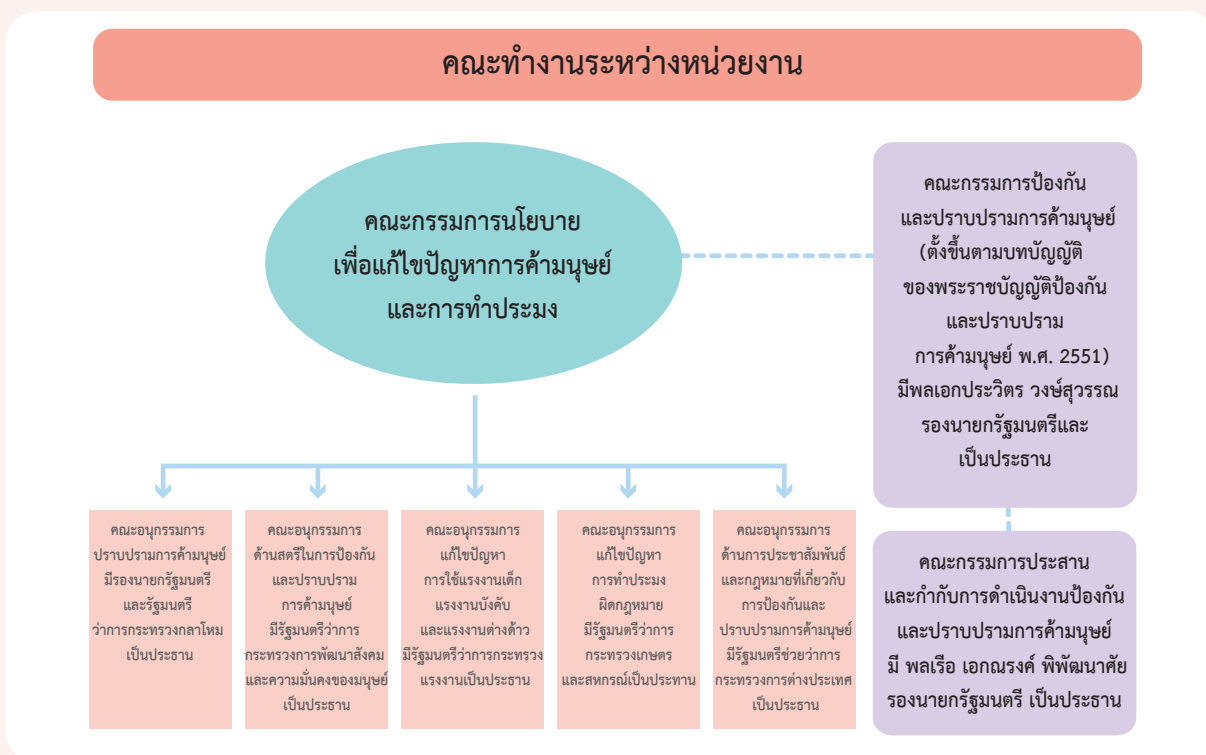 คณะทำงานระหว่างหน่วยงาน
คณะกรรมการนโยบาย
เพื่อแก้ไขปัญหาการค้ามนุษย์
และการทำประมง
คณะกรรมการป้องกัน
และปราบปรามการค้ามนุษย์
(ตั้งขึ้นตามบทบัญญัติ
ของพระราชบัญญัติป้องกัน
และปราบปราม
การค้ามนุษย์ พ.ศ. 2551)
มีพลเอกประวิตร วงษ์สุวรรณ
รองนายกรัฐมนตรีและ
เป็นประธาน
คณะอนุกรรมการ
ปราบปรามการค้ามนุษย์
มีรองนายกรัฐมนตรี
และรัฐมนตรี
ว่าการกระทรวงกลาโหม
เป็นประธาน
คณะอนุกรรมการ
ด้านสตรีในการป้องกัน
และปราบปราม
การค้ามนุษย์
มีรัฐมนตรีว่าการ
กระทรวงการพัฒนาสังคม
และความมั่นคงของมนุษย์
เป็นประธาน
คณะอนุกรรมการ
แก้ไขปัญหา
การใช้แรงงานเด็ก
แรงงานบังคับ
และแรงงานต่างด้าว
มีรัฐมนตรีว่าการกระทรวง
แรงงานเป็นประธาน
คณะอนุกรรมการ
แก้ไขปัญหา
การทำประมง
ผิดกฎหมาย
มีรัฐมนตรีว่าการ
กระทรวงเกษตร
และสหกรณ์เป็นประทาน
คณะอนุกรรมการ
ด้านการประชาสัมพันธ์
และกฎหมายที่เกี่ยวกับ
การป้องกันและ
ปราบปรามการค้ามนุษย์
มีรัฐมนตรีช่วยว่าการ
กระทรวงการต่างประเทศ
เป็นประธาน
คณะกรรมการประสาน
และกำกับการดำเนินงานป้องกัน
และปราบปรามการค้ามนุษย์
มี พลเรือ เอกณรงค์ พิพัฒนาศัย
รองนายกรัฐมนตรี เป็นประธาน